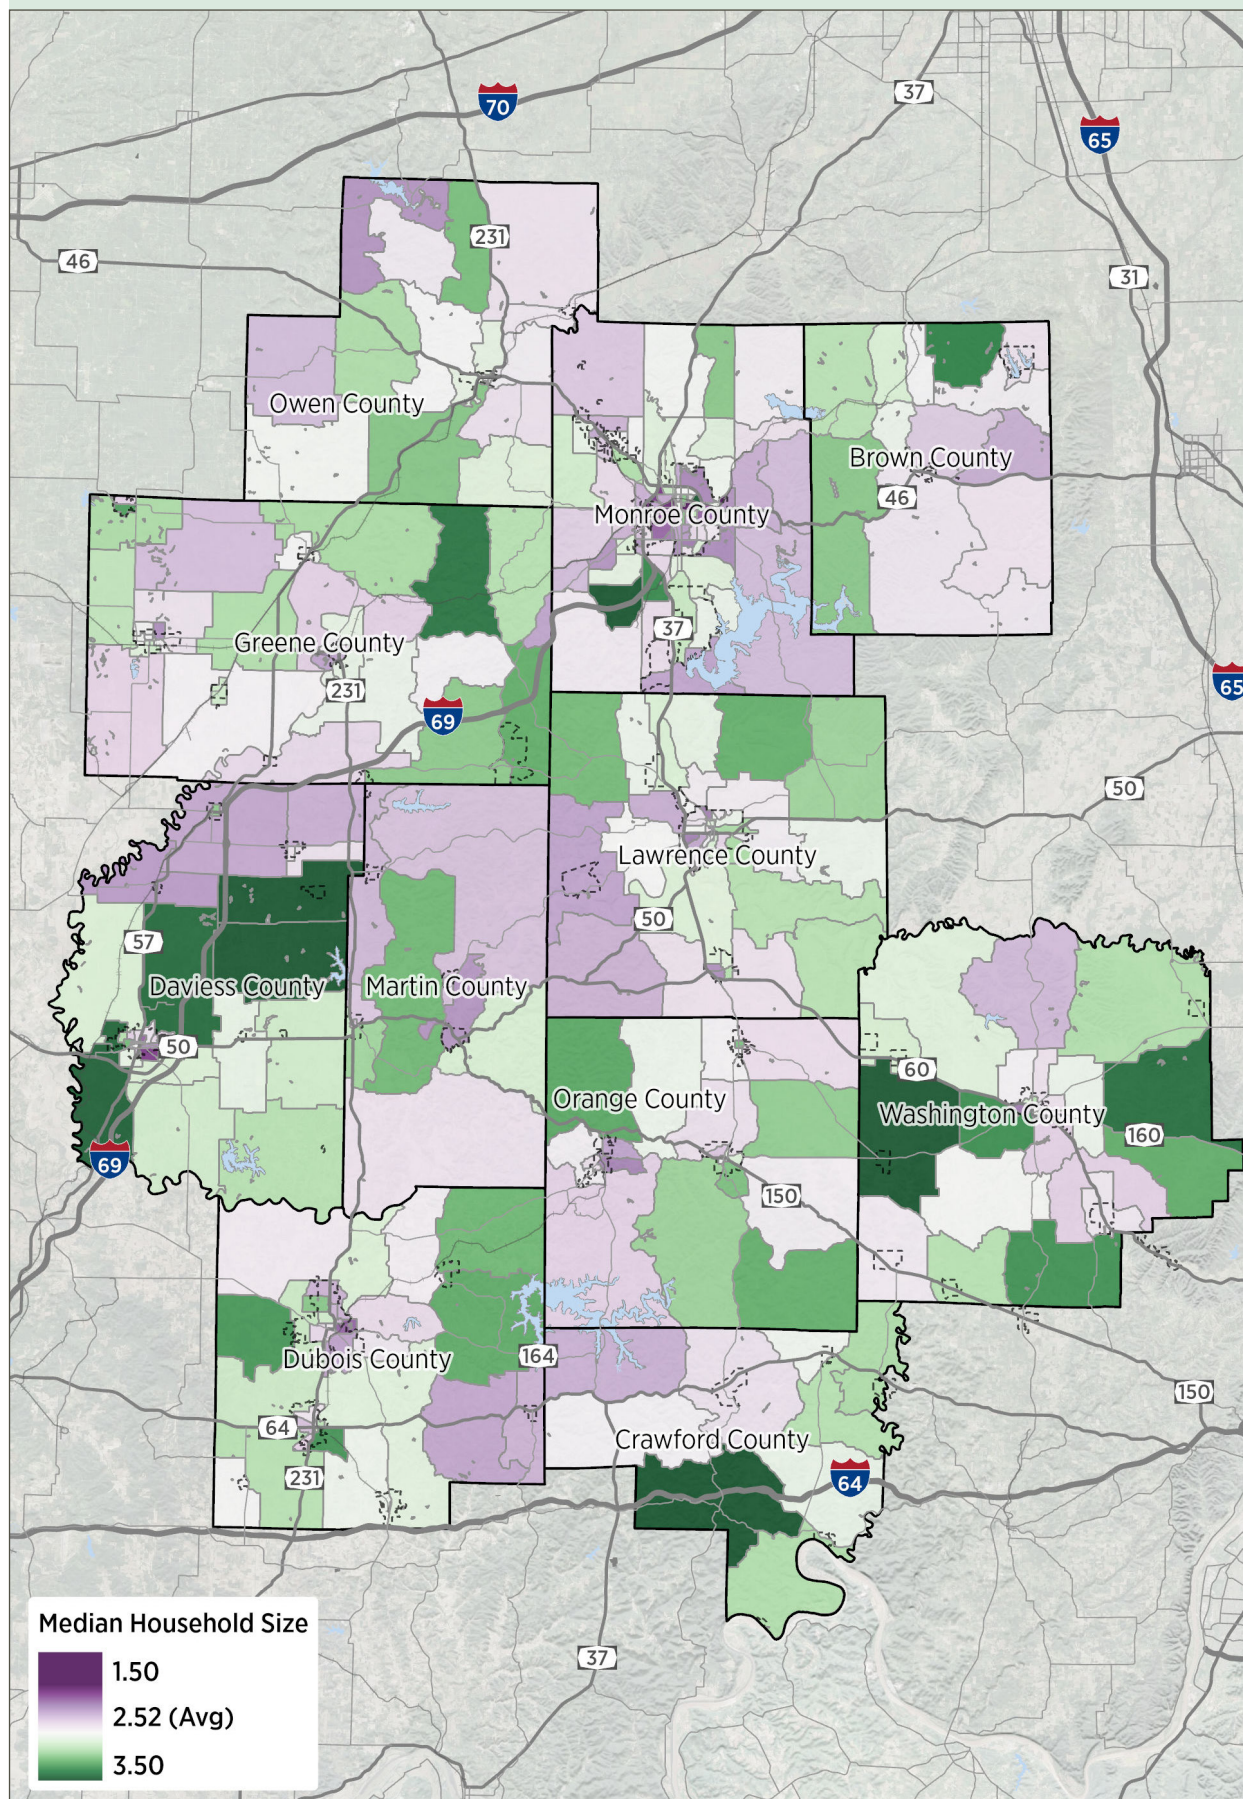 70
37
65
46
231
31
Owen County
Brown County
46
Monroe County
37
Greene County
231
65
69
50
Lawrence County
50
57
Daviess County
Martin County
50
60
Orange County
Washington County
160
69
150
Dubois County
164
150
64
Crawford County
231
64
Median Household Size
1.50
2.52 (Avg)
3.50
37